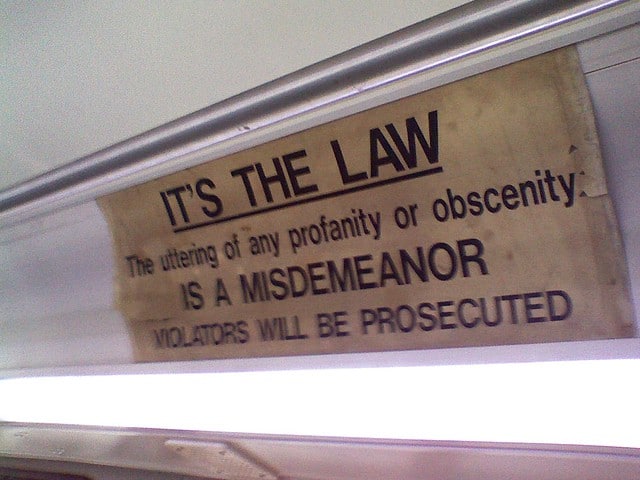 IT'S THE LAW
The uttering of any profanity or obscenity
IS A MISDEMEANOR
VIOLATORS WILL BE PROSECUTED